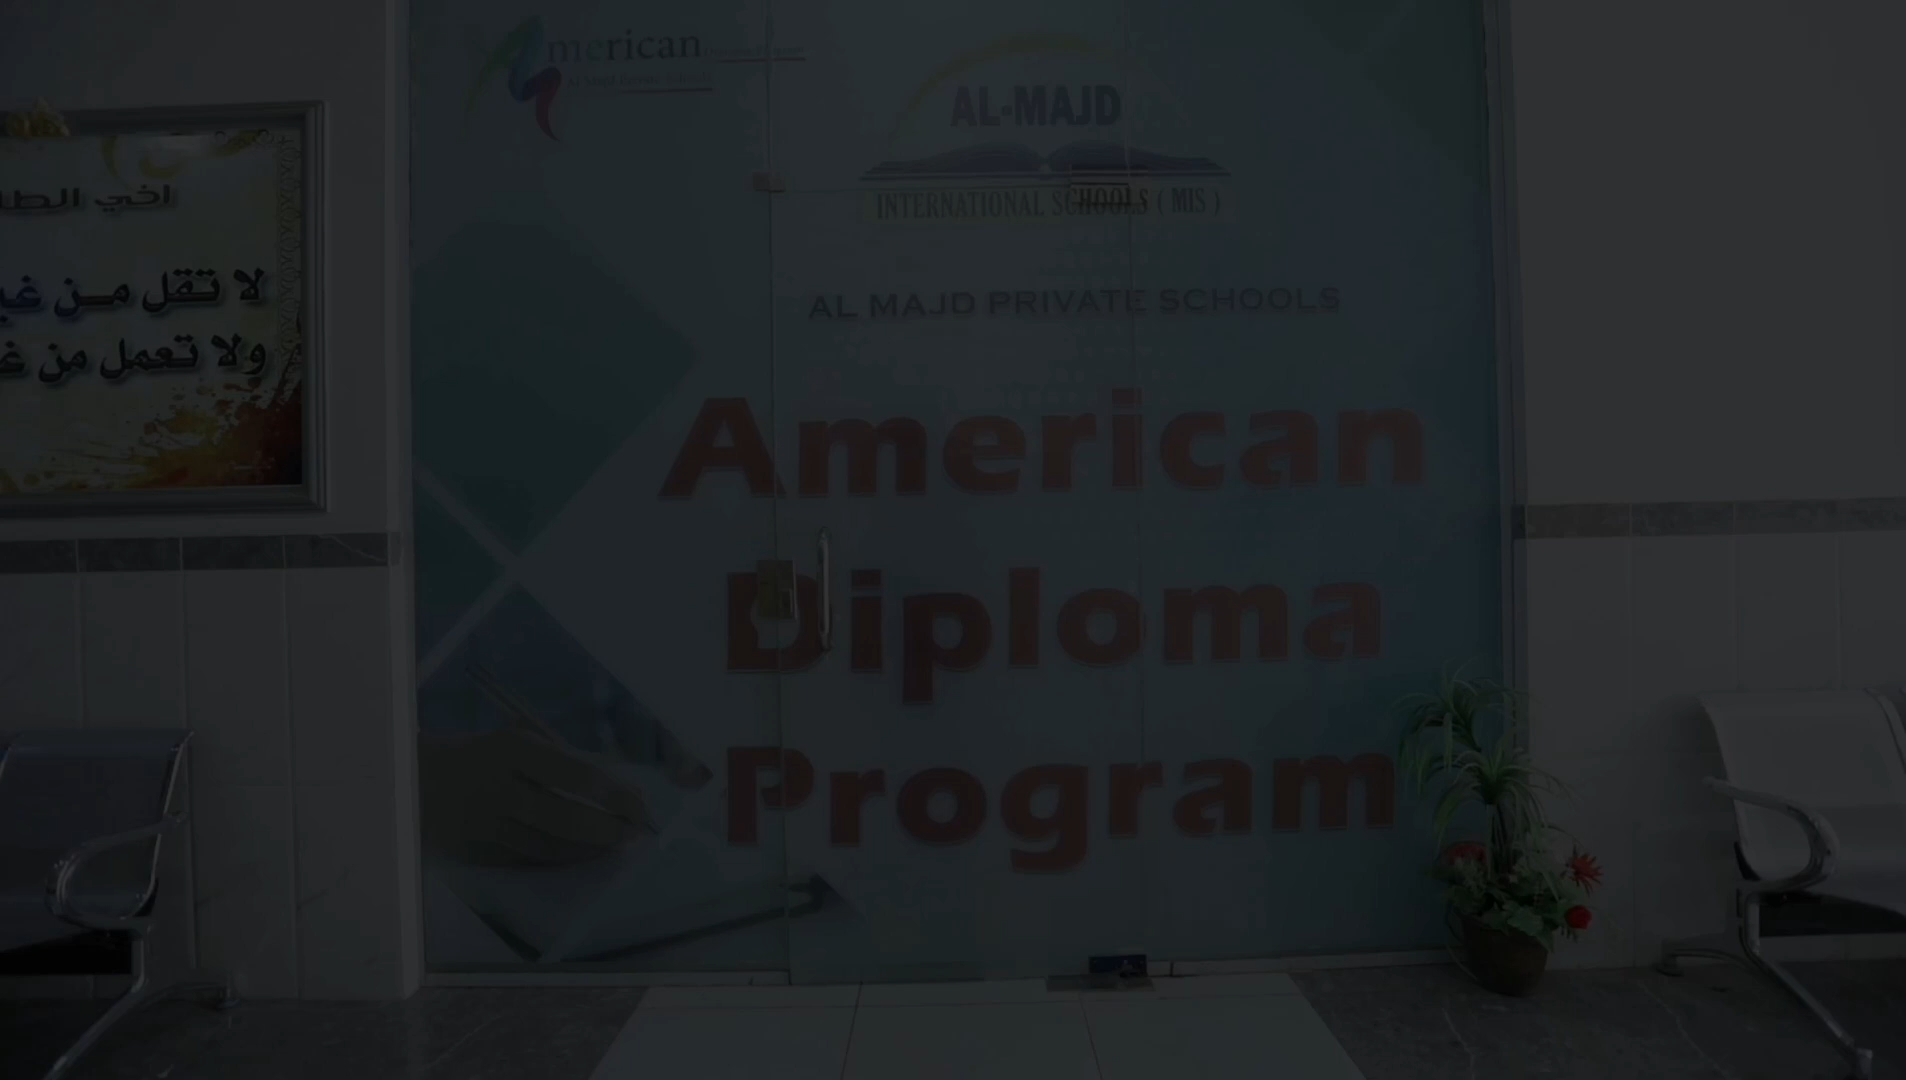 American
AL-MAJD
INTERNATIONAL SCHOOLS ( MIS )
AL MAJD PRIVATE SCHOOLS
American
Diploma
Program
اخي
لا تقل من
ولا تعمل من